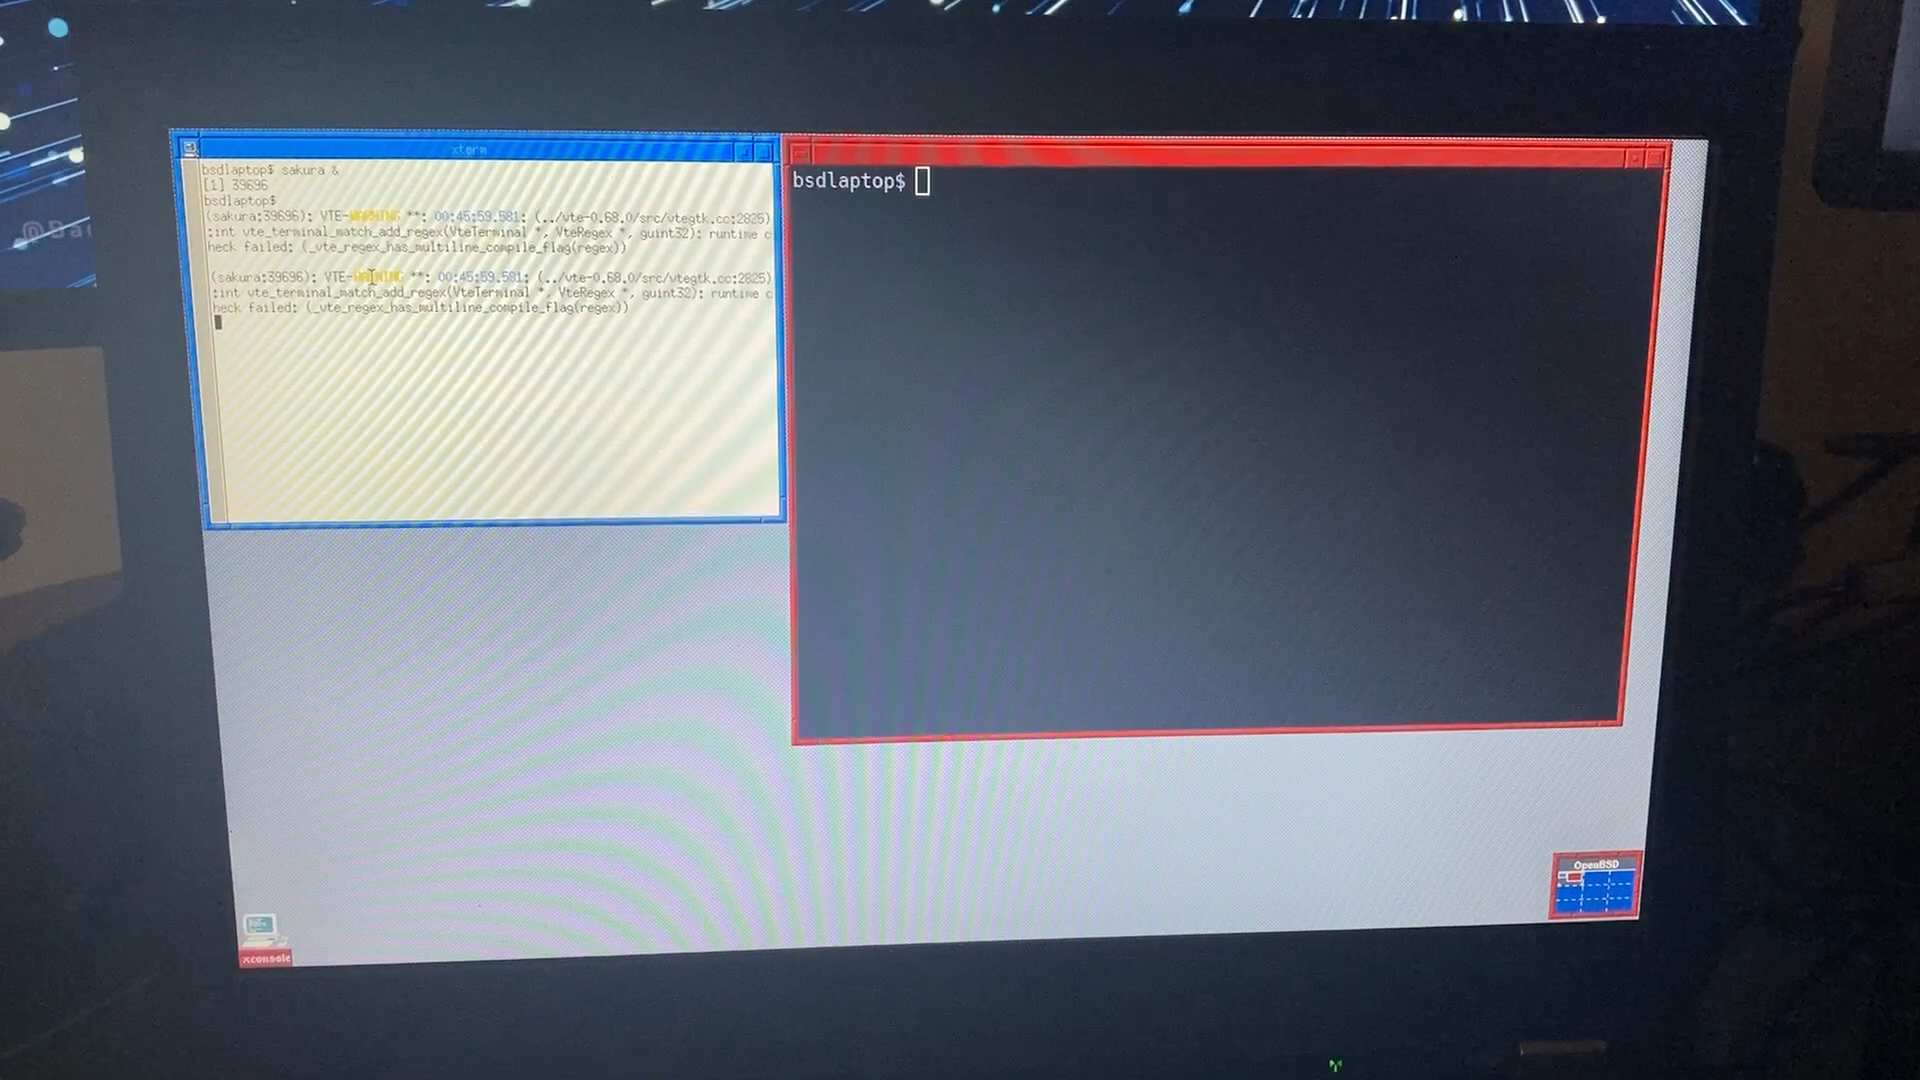 xterm
bsdlaptop$ sakura &
[1] 39696
bsdlaptop$
(sakura:39696): VTE-WARNING **: 00:45:59.581: (../vte-0.68.0/src/vtegtk.cc:2825)
:int vte_terminal_match_add_regex(VteTerminal *, VteRegex *, guint32): runtime c
heck failed: (_vte_regex_has_multiline_compile_flag(regex))
(sakura:39696): VTE-WARNING **: 00:45:59.581: (../vte-0.68.0/src/vtegtk.cc:2825)
:int vte_terminal_match_add_regex(VteTerminal *, VteRegex *, guint32): runtime c
heck failed: (_vte_regex_has_multiline_compile_flag(regex))
bsdlaptop$
OpenBSD
xconsole